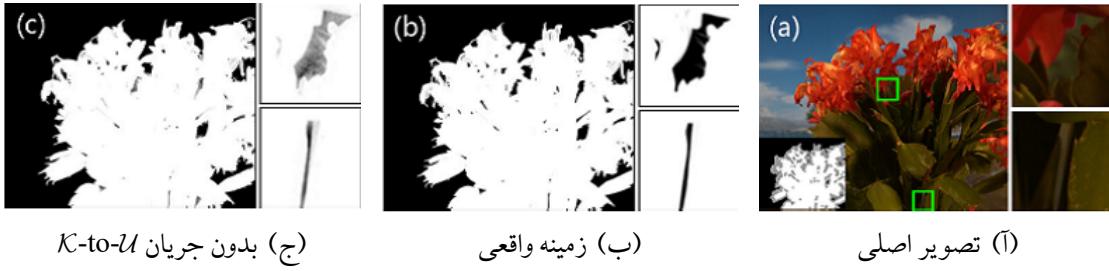 (a)
(b)
(c)
(آ) تصویر اصلی
(ب) زمینه واقعی
(ج) بدون جریان K-to-U